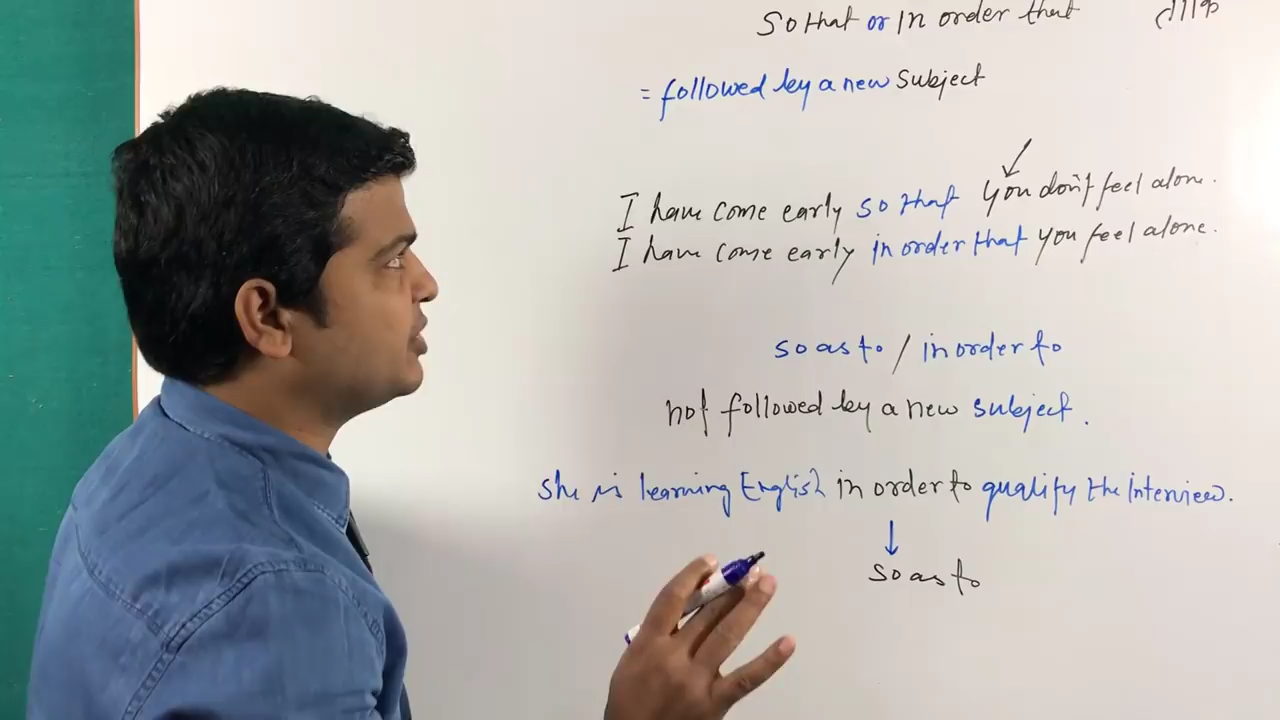 So that or In order that ताकि
= followed by a new subject
I have come early so that you don't feel alone.
I have come early in order that you feel alone.
so as to / in order to
not followed by a new subject.
She is learning English in order to qualify the Interview.
so as to